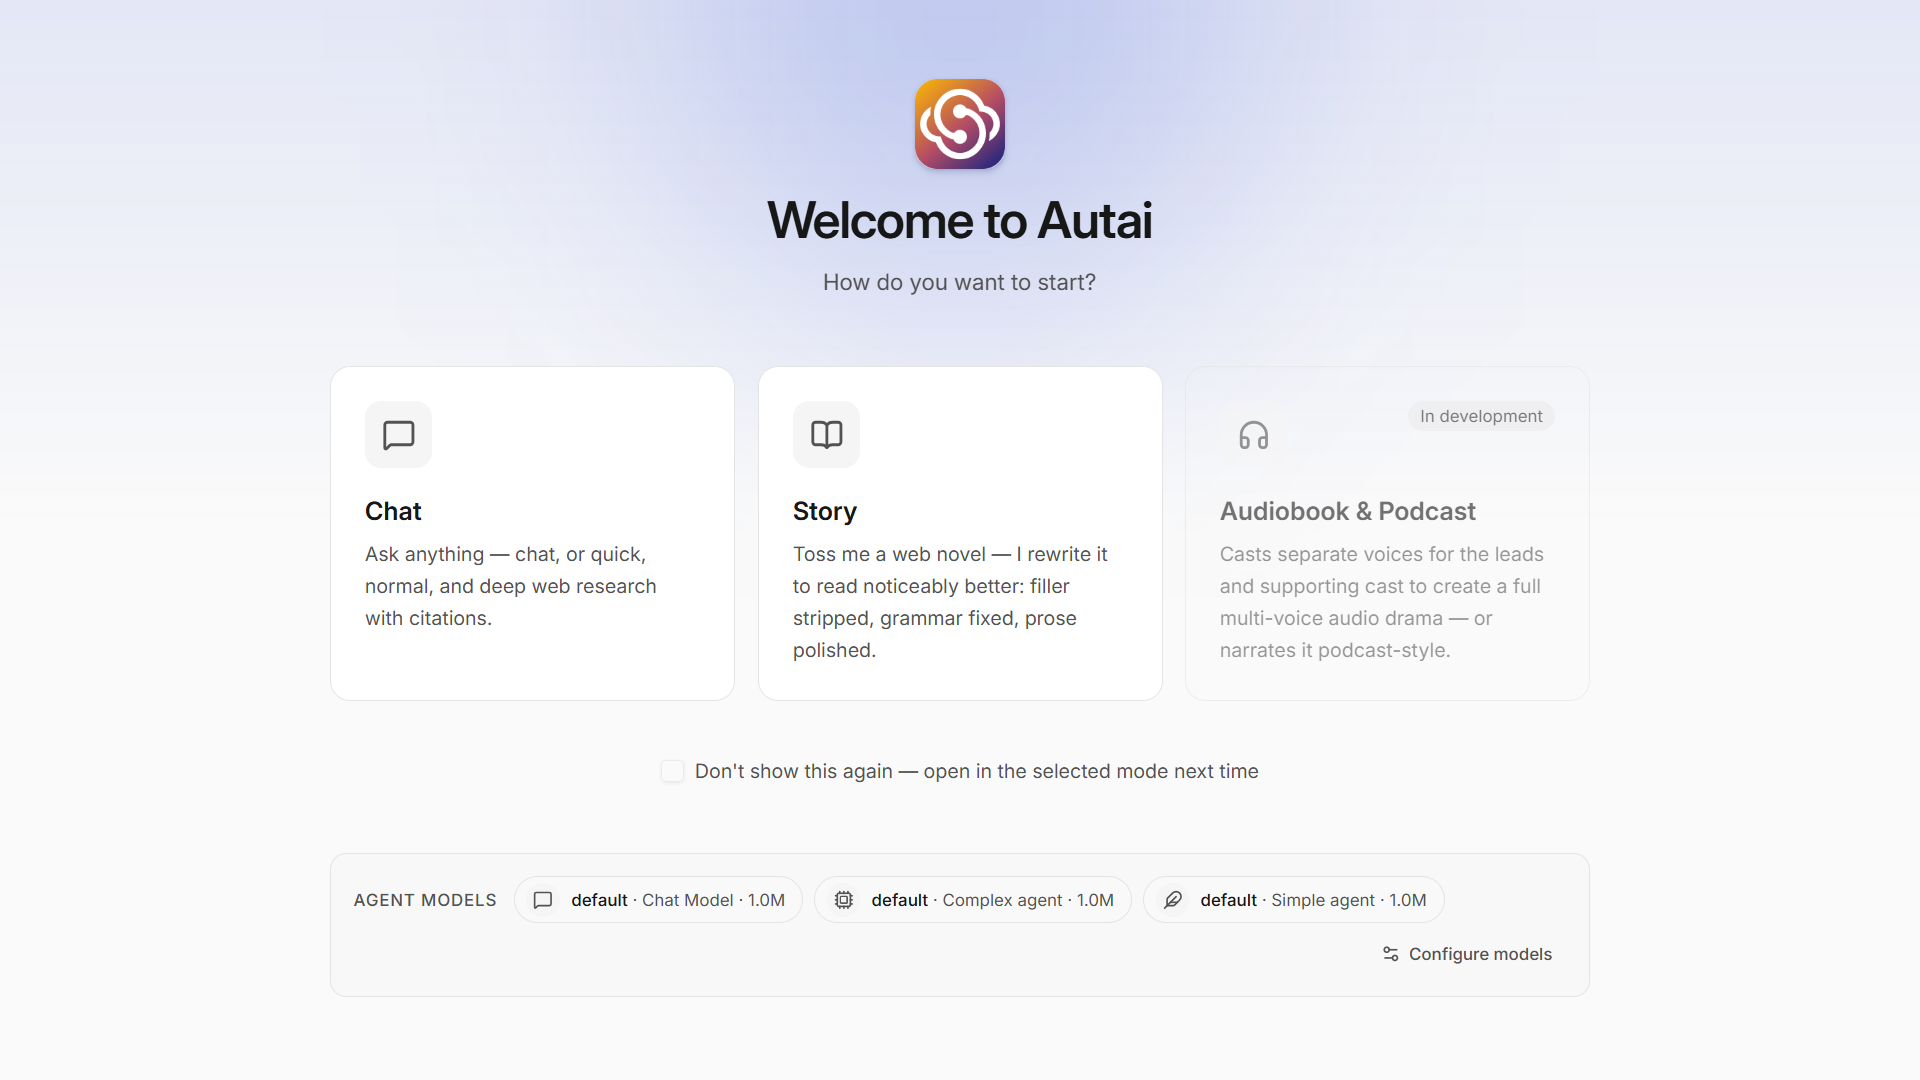 Welcome to Autai
How do you want to start?
Chat
Ask anything — chat, or quick,
normal, and deep web research
with citations.
Story
Toss me a web novel — I rewrite it
to read noticeably better: filler
stripped, grammar fixed, prose
polished.
In development
Audiobook & Podcast
Casts separate voices for the leads
and supporting cast to create a full
multi-voice audio drama — or
narrates it podcast-style.
Don't show this again — open in the selected mode next time
AGENT MODELS
default · Chat Model · 1.0M
default · Complex agent · 1.0M
default · Simple agent · 1.0M
Configure models